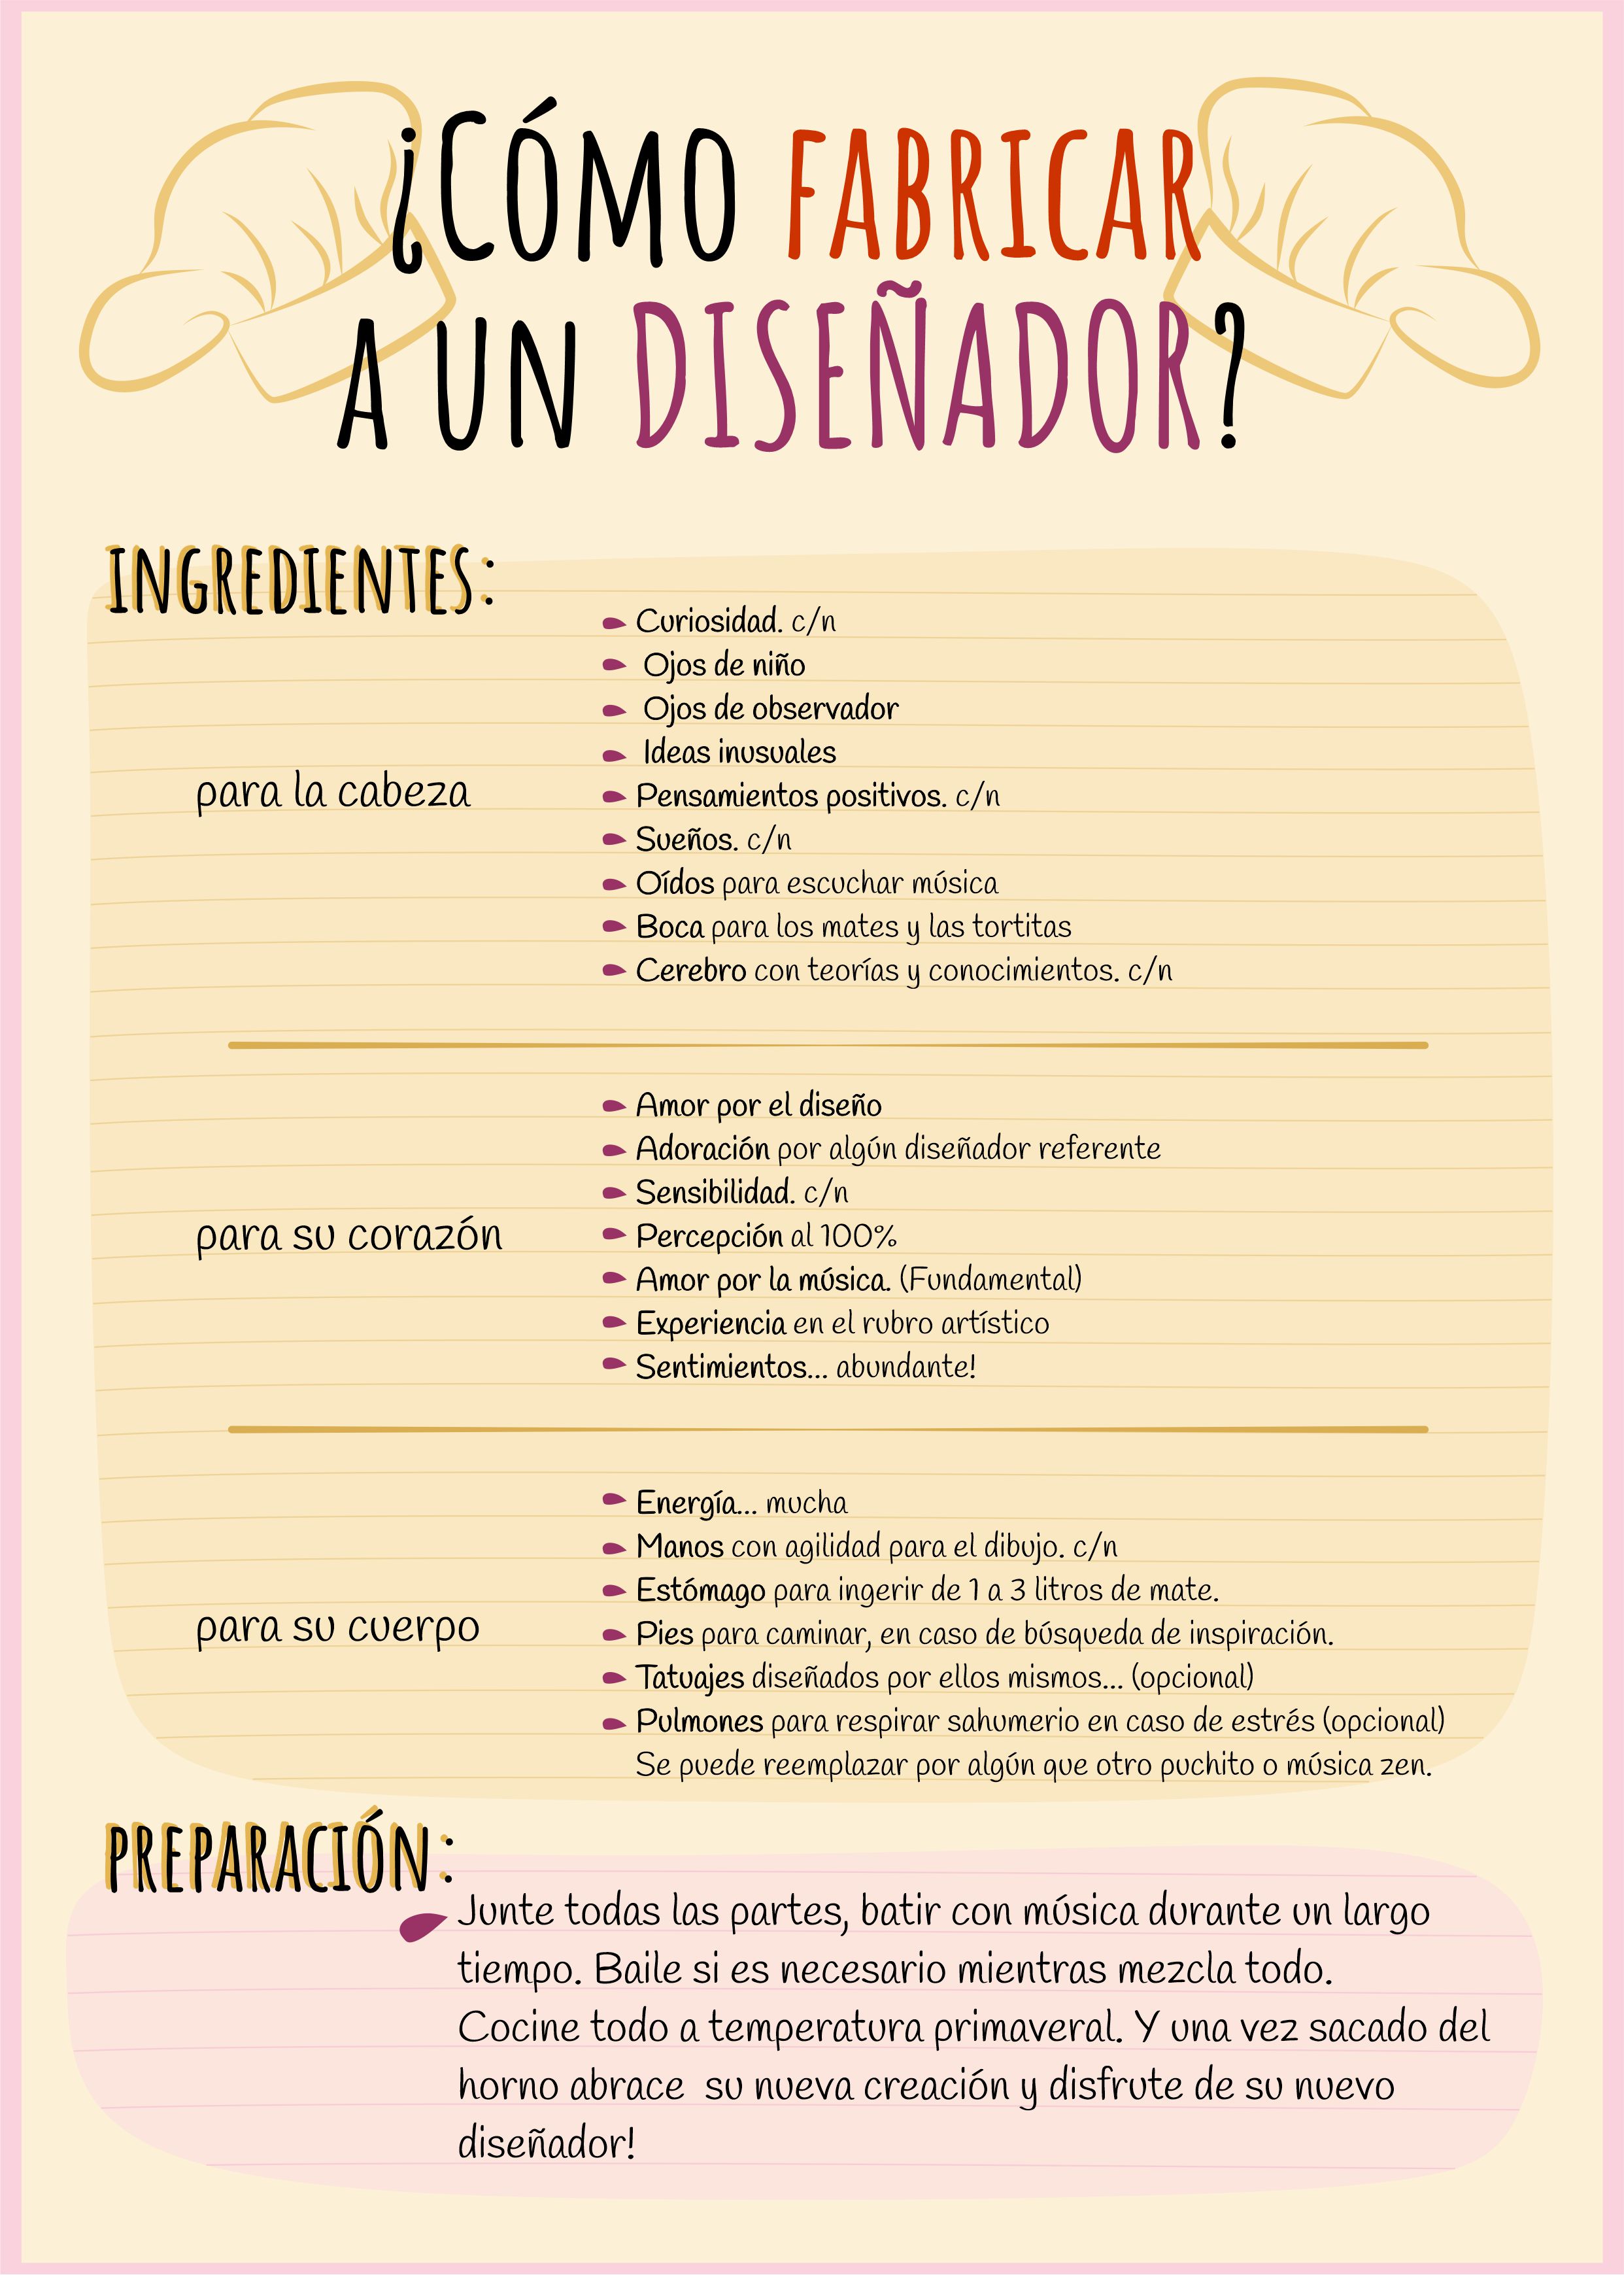 ¿CÓMO FABRICAR
A UN DISEÑADOR?
INGREDIENTES:
para la cabeza
Curiosidad. c/n
Ojos de niño
Ojos de observador
Ideas inusuales
Pensamientos positivos. c/n
Sueños. c/n
Oídos para escuchar música
Boca para los mates y las tortitas
Cerebro con teorías y conocimientos. c/n
para su corazón
Amor por el diseño
Adoración por algún diseñador referente
Sensibilidad. c/n
Percepción al 100%
Amor por la música. (Fundamental)
Experiencia en el rubro artístico
Sentimientos... abundante!
para su cuerpo
Energía... mucha
Manos con agilidad para el dibujo. c/n
Estómago para ingerir de 1 a 3 litros de mate.
Pies para caminar, en caso de búsqueda de inspiración.
Tatuajes diseñados por ellos mismos... (opcional)
Pulmones para respirar sahumerio en caso de estrés (opcional)
Se puede reemplazar por algún que otro puchito o música zen.
PREPARACIÓN:
Junte todas las partes, batir con música durante un largo
tiempo. Baile si es necesario mientras mezcla todo.
Cocine todo a temperatura primaveral. Y una vez sacado del
horno abrace su nueva creación y disfrute de su nuevo
diseñador!